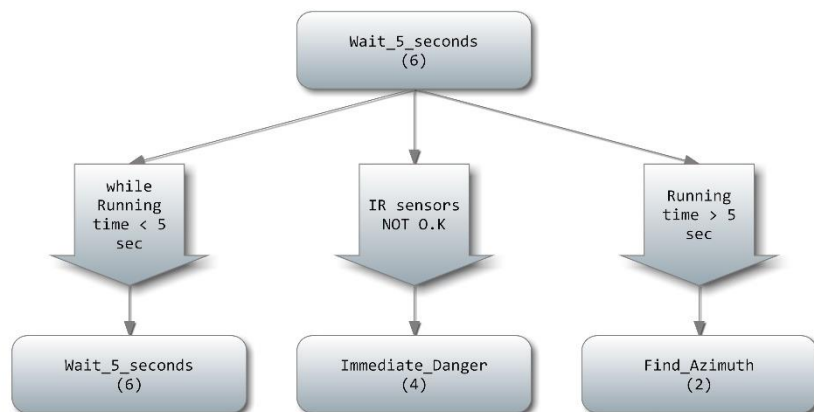 Wait_5_seconds
(6)
while
Running
time < 5
sec
IR sensors
NOT O.K
Running
time > 5
sec
Wait_5_seconds
(6)
Immediate_Danger
(4)
Find_Azimuth
(2)